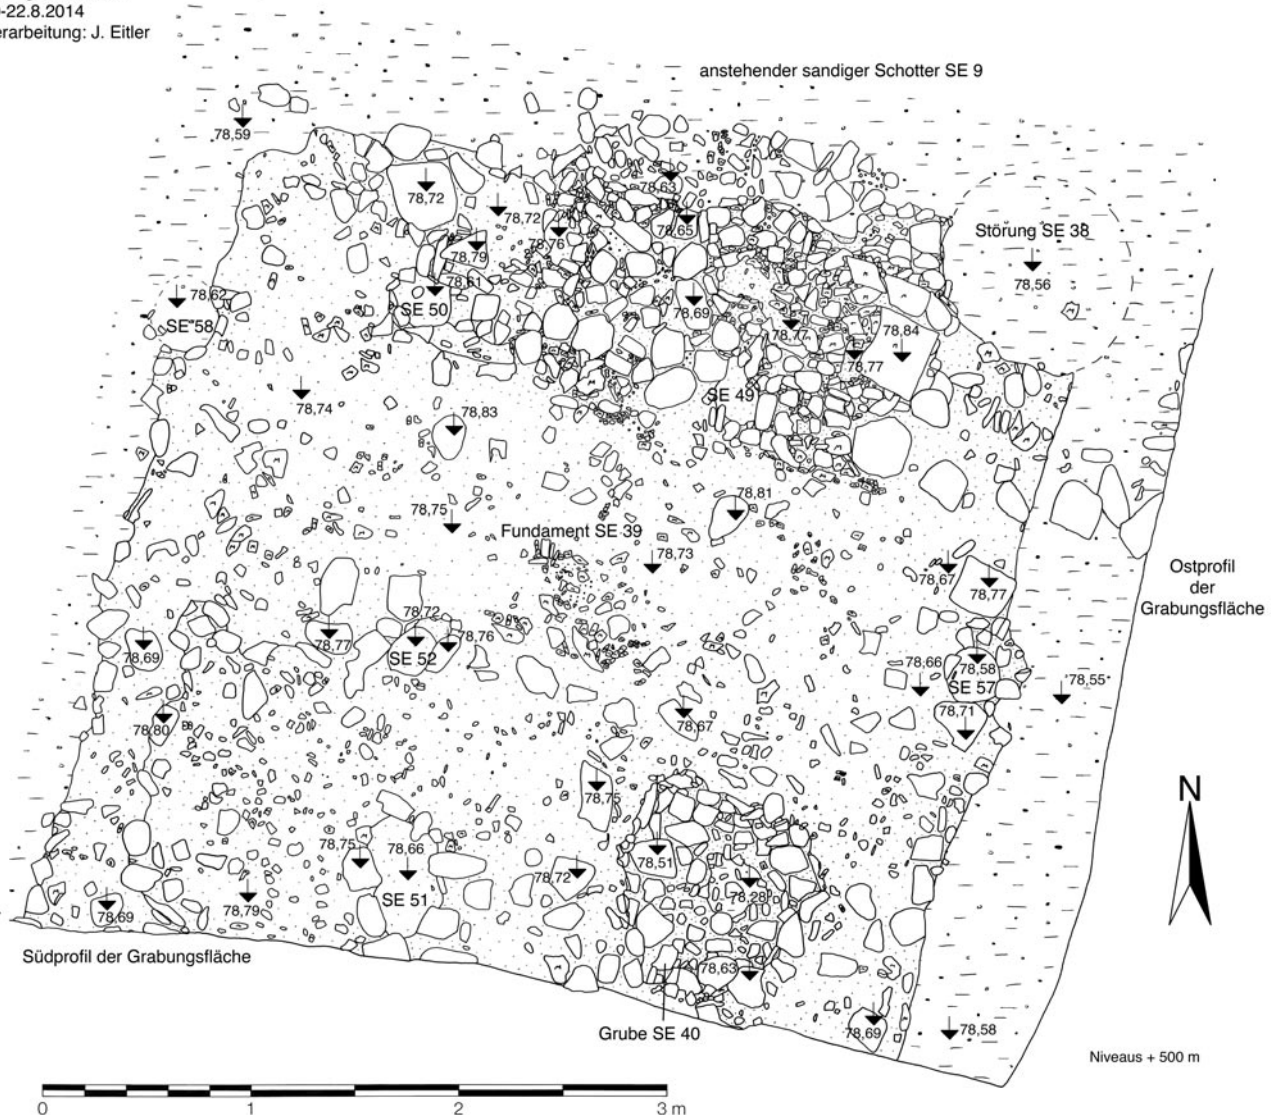 22.8.2014
J. Eitler
anstehender sandiger Schotter SE 9
78,59
78,63
78,72
78,72
78,65
78,76
Störung SE 38
78,79
78,56
78,61
78,62
SE 50
78,69
SE 58
78,77
78,84
78,77
SE 49
78,74
78,83
78,81
78,75
Fundament SE 39
78,73
78,67
78,77
Ostprofil
der
Grabungsfläche
78,72
78,77
78,76
78,69
SE 52
78,66
78,58
SE 57
78,55
78,71
78,80
78,67
78,75
N
78,75
78,66
78,51
78,72
78,28
SE 51
78,69
78,79
Südprofil der Grabungsfläche
78,63
Grube SE 40
78,69
78,58
Niveaus + 500 m
0 1 2 3 m